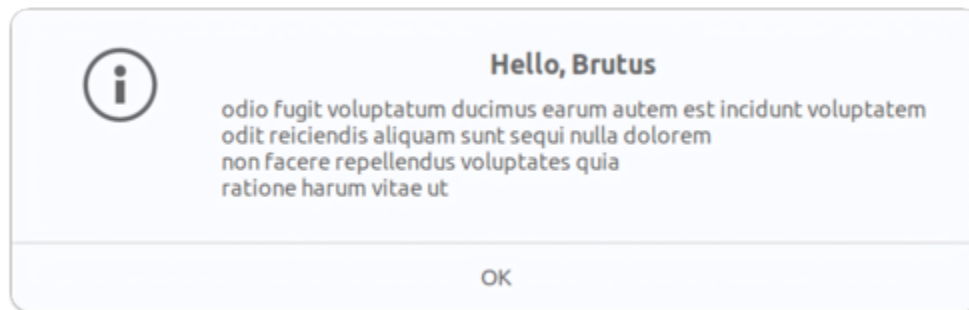 Hello, Brutus
odio fugit voluptatum ducimus earum autem est incidunt voluptatem
odit reiciendis aliquam sunt sequi nulla dolorem
non facere repellendus voluptates quia
ratione harum vitae ut
OK